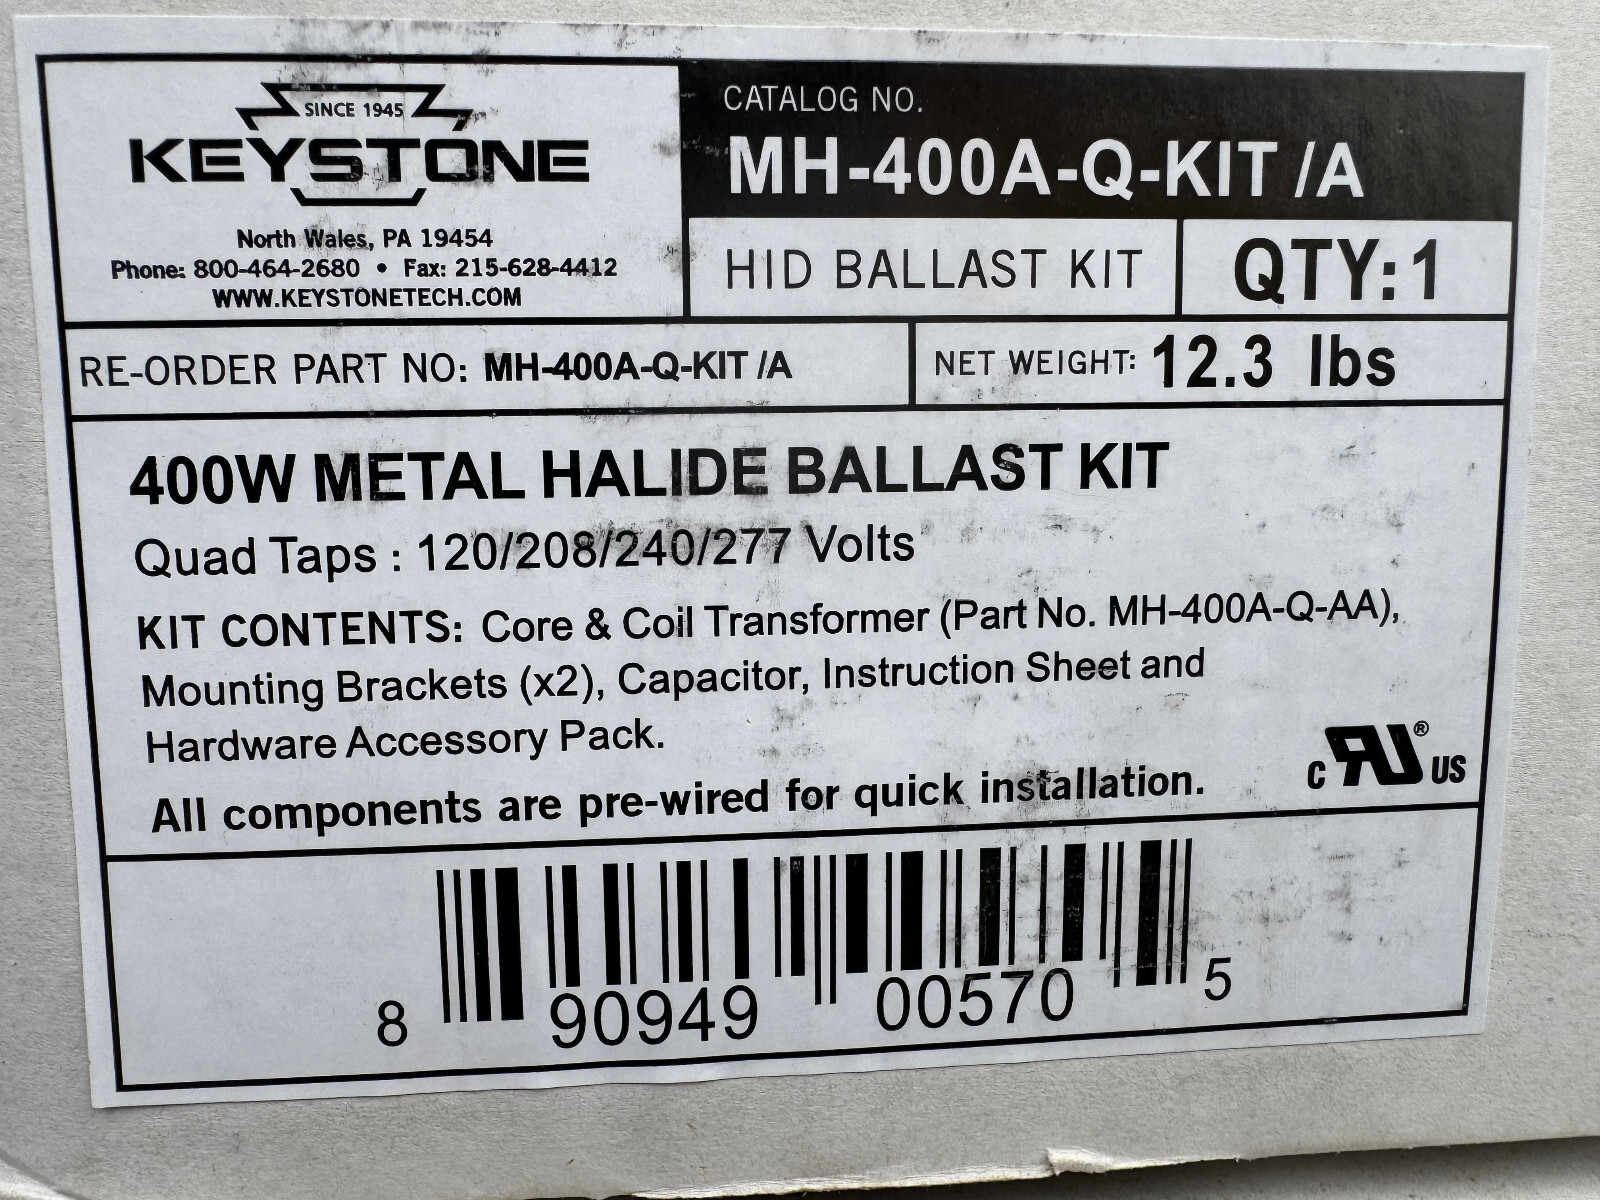 SINCE 1945
KEYSTONE
North Wales, PA 19454
Phone: 800-464-2680 • Fax: 215-628-4412
WWW.KEYSTONETECH.COM
CATALOG NO.
MH-400A-Q-KIT /A
HID BALLAST KIT
QTY:1
RE-ORDER PART NO: MH-400A-Q-KIT /A
NET WEIGHT: 12.3 lbs
400W METAL HALIDE BALLAST KIT
Quad Taps : 120/208/240/277 Volts
KIT CONTENTS: Core & Coil Transformer (Part No. MH-400A-Q-AA),
Mounting Brackets (x2), Capacitor, Instruction Sheet and
Hardware Accessory Pack.
All components are pre-wired for quick installation.
c RU® US
8 90949 00570 5